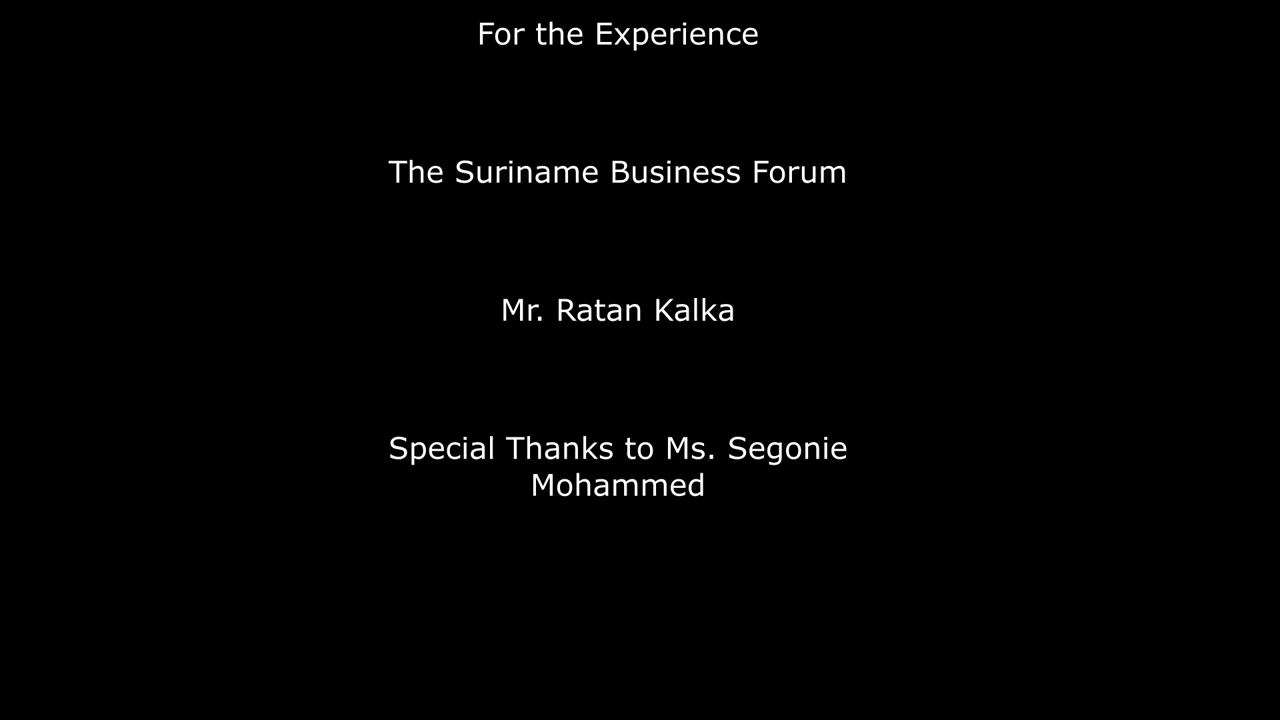 For the Experience
The Suriname Business Forum
Mr. Ratan Kalka
Special Thanks to Ms. Segonie
Mohammed